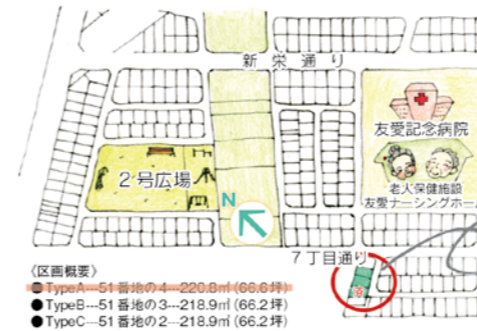 新栄通り
友愛記念病院
2号広場
老人保健施設
友愛ナーシングホーム
N
7丁目通り
〈区画概要〉
●TypeA---51番地の4---220.8㎡(66.6坪)
●TypeB---51番地の3---218.9㎡(66.2坪)
●TypeC---51番地の2---218.9㎡(66.2坪)